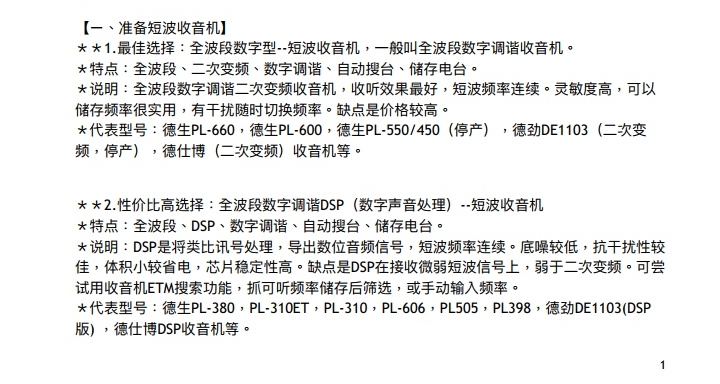 【一、准备短波收音机】
＊＊1.最佳选择：全波段数字型--短波收音机，一般叫全波段数字调谐收音机。
＊特点：全波段、二次变频、数字调谐、自动搜台、储存电台。
＊说明：全波段数字调谐二次变频收音机，收听效果最好，短波频率连续。灵敏度高，可以
储存频率很实用，有干扰随时切换频率。缺点是价格较高。
＊代表型号：德生PL-660，德生PL-600，德生PL-550/450（停产），德劲DE1103（二次变
频，停产），德仕博（二次变频）收音机等。
＊＊2.性价比高选择：全波段数字调谐DSP（数字声音处理）--短波收音机
＊特点：全波段、DSP、数字调谐、自动搜台、储存电台。
＊说明：DSP是将类比讯号处理，导出数位音频信号，短波频率连续。底噪较低，抗干扰性较
佳，体积小较省电，芯片稳定性高。缺点是DSP在接收微弱短波信号上，弱于二次变频。可尝
试用收音机ETM搜索功能，抓可听频率储存后筛选，或手动输入频率。
＊代表型号：德生PL-380，PL-310ET，PL-310，PL-606，PL505，PL398，德劲DE1103(DSP
版) ，德仕博DSP收音机等。
1